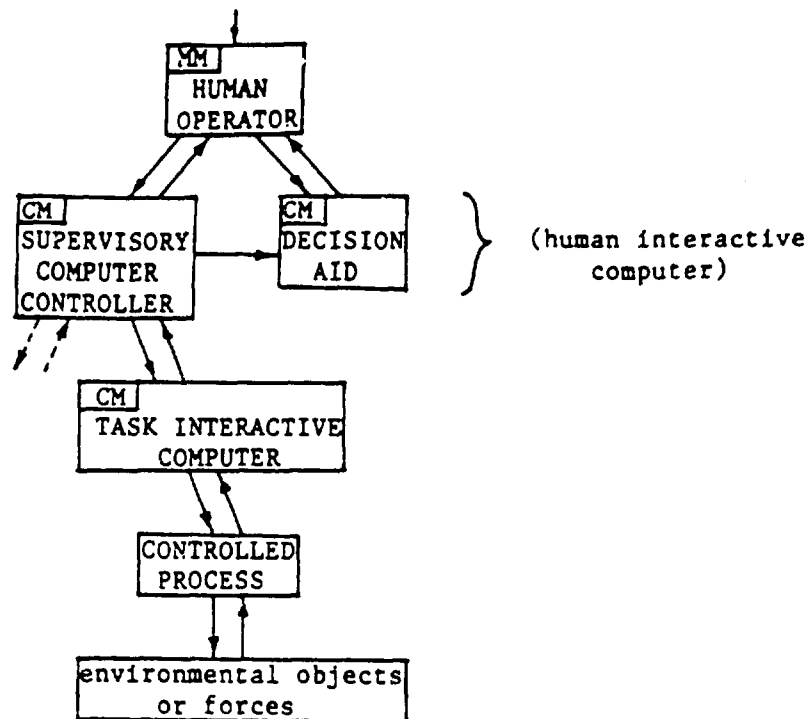 MM
HUMAN
OPERATOR
CM
SUPERVISORY
COMPUTER
CONTROLLER
CM
DECISION
AID
(human interactive
computer)
CM
TASK INTERACTIVE
COMPUTER
CONTROLLED
PROCESS
environmental objects
or forces